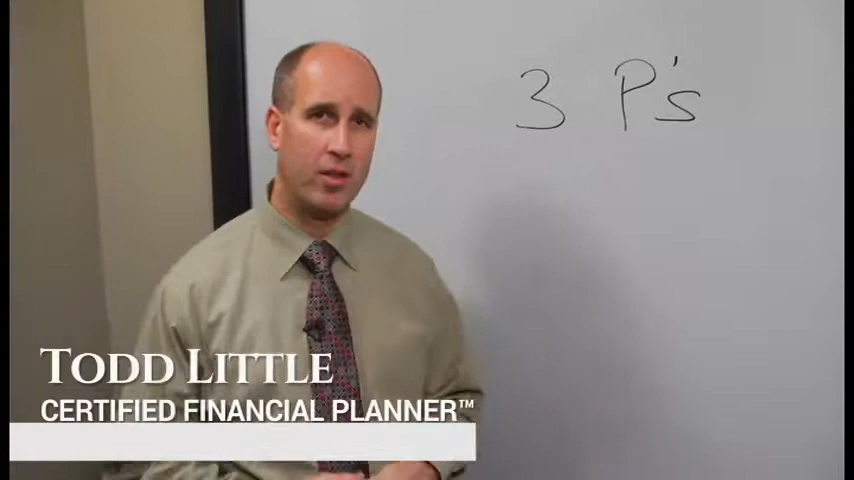 3 P's
TODD LITTLE
CERTIFIED FINANCIAL PLANNER™